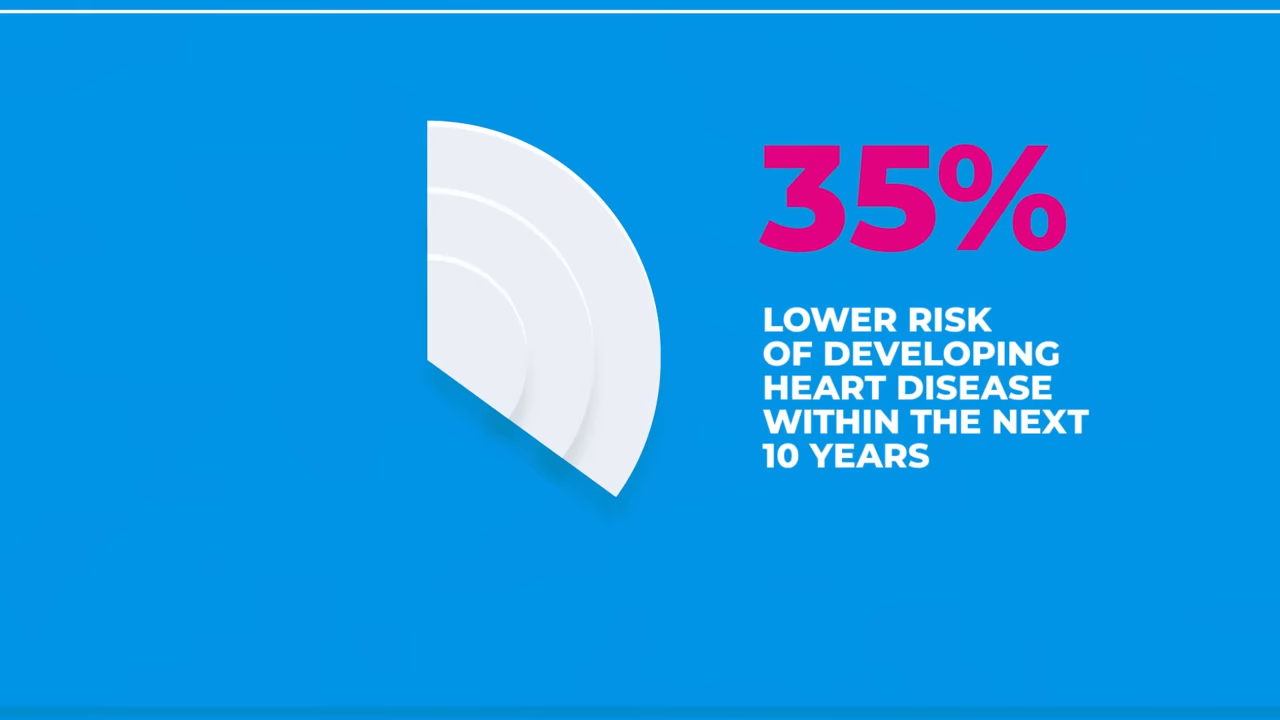 35%
LOWER RISK
OF DEVELOPING
HEART DISEASE
WITHIN THE NEXT
10 YEARS